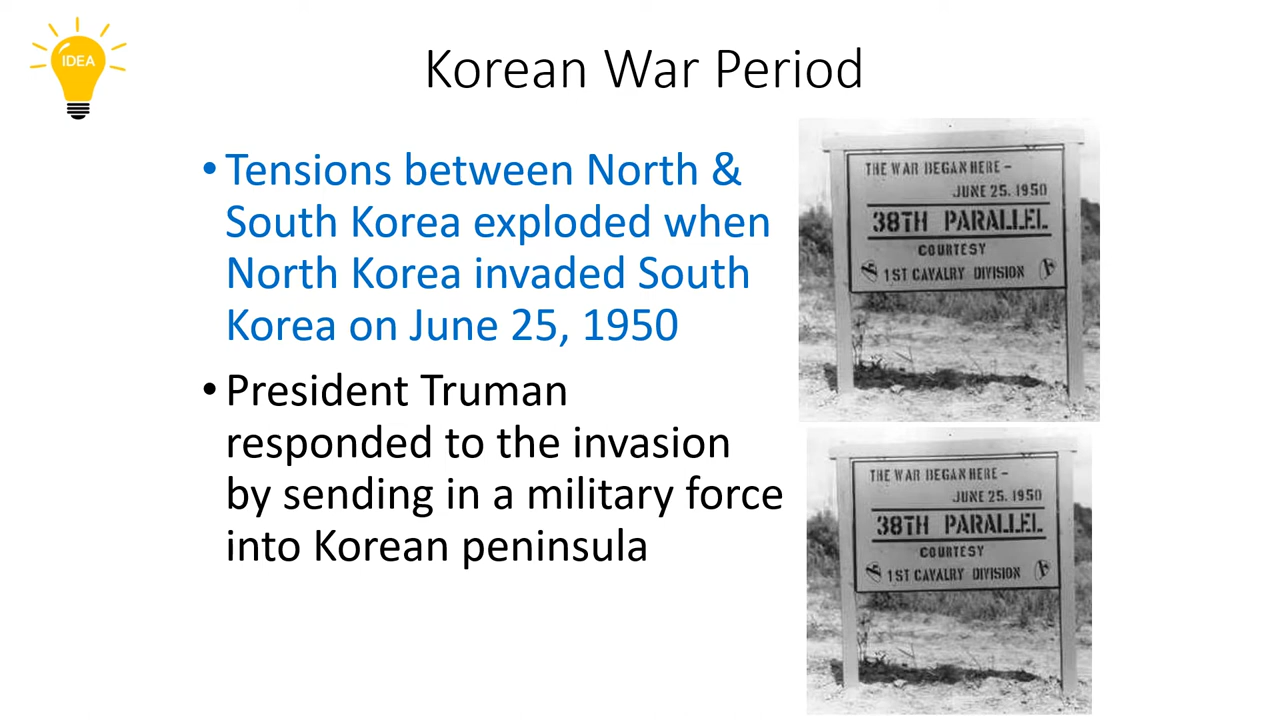 IDEA
Korean War Period
• Tensions between North &
South Korea exploded when
North Korea invaded South
Korea on June 25, 1950
• President Truman
responded to the invasion
by sending in a military force
into Korean peninsula
THE WAR BEGAN HERE –
JUNE 25. 1950
38TH PARALLEL
COURTESY
1ST CAVALRY DIVISION
THE WAR BEGAN HERE –
JUNE 25. 1950
38TH PARALLEL
COURTESY
1ST CAVALRY DIVISION